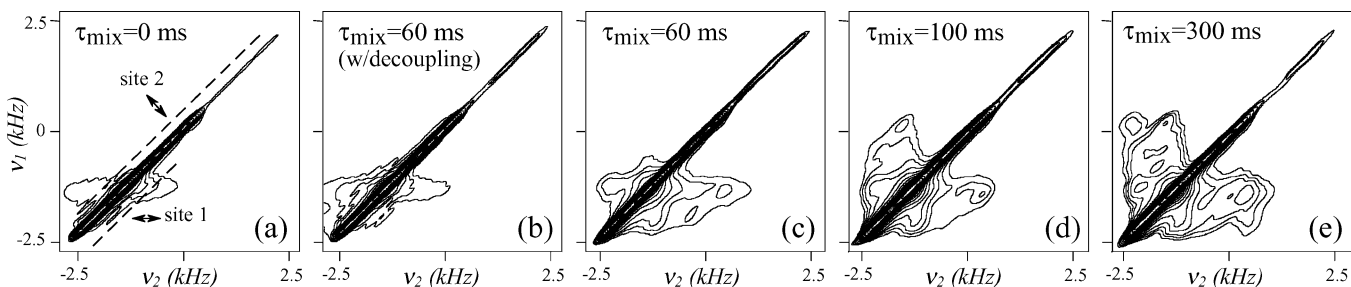 τmix=0 ms
τmix=60 ms
(w/decoupling)
τmix=60 ms
τmix=100 ms
τmix=300 ms
site 2
site 1
(a)
(b)
(c)
(d)
(e)
ν1 (kHz)
2.5
0
-2.5
-2.5 ν2 (kHz) 2.5
-2.5 ν2 (kHz) 2.5
-2.5 ν2 (kHz) 2.5
-2.5 ν2 (kHz) 2.5
-2.5 ν2 (kHz) 2.5